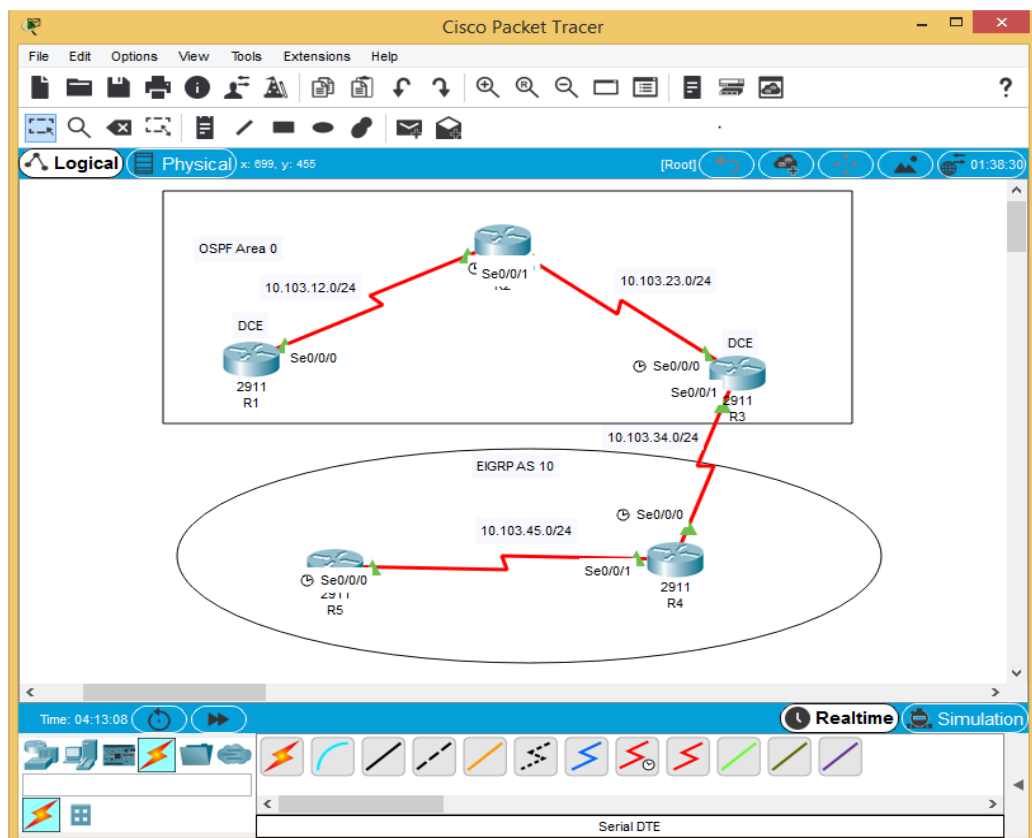 Cisco Packet Tracer
File Edit Options View Tools Extensions Help
Logical Physical x: 699, y: 455 [Root] 01:38:30
OSPF Area 0
Se0/0/1
10.103.12.0/24
10.103.23.0/24
DCE
Se0/0/0
2911
R1
DCE
Se0/0/0
Se0/0/1
2911
R3
10.103.34.0/24
EIGRP AS 10
Se0/0/0
10.103.45.0/24
Se0/0/1
2911
R4
Se0/0/0
2911
R5
Time: 04:13:08 Realtime Simulation
Serial DTE